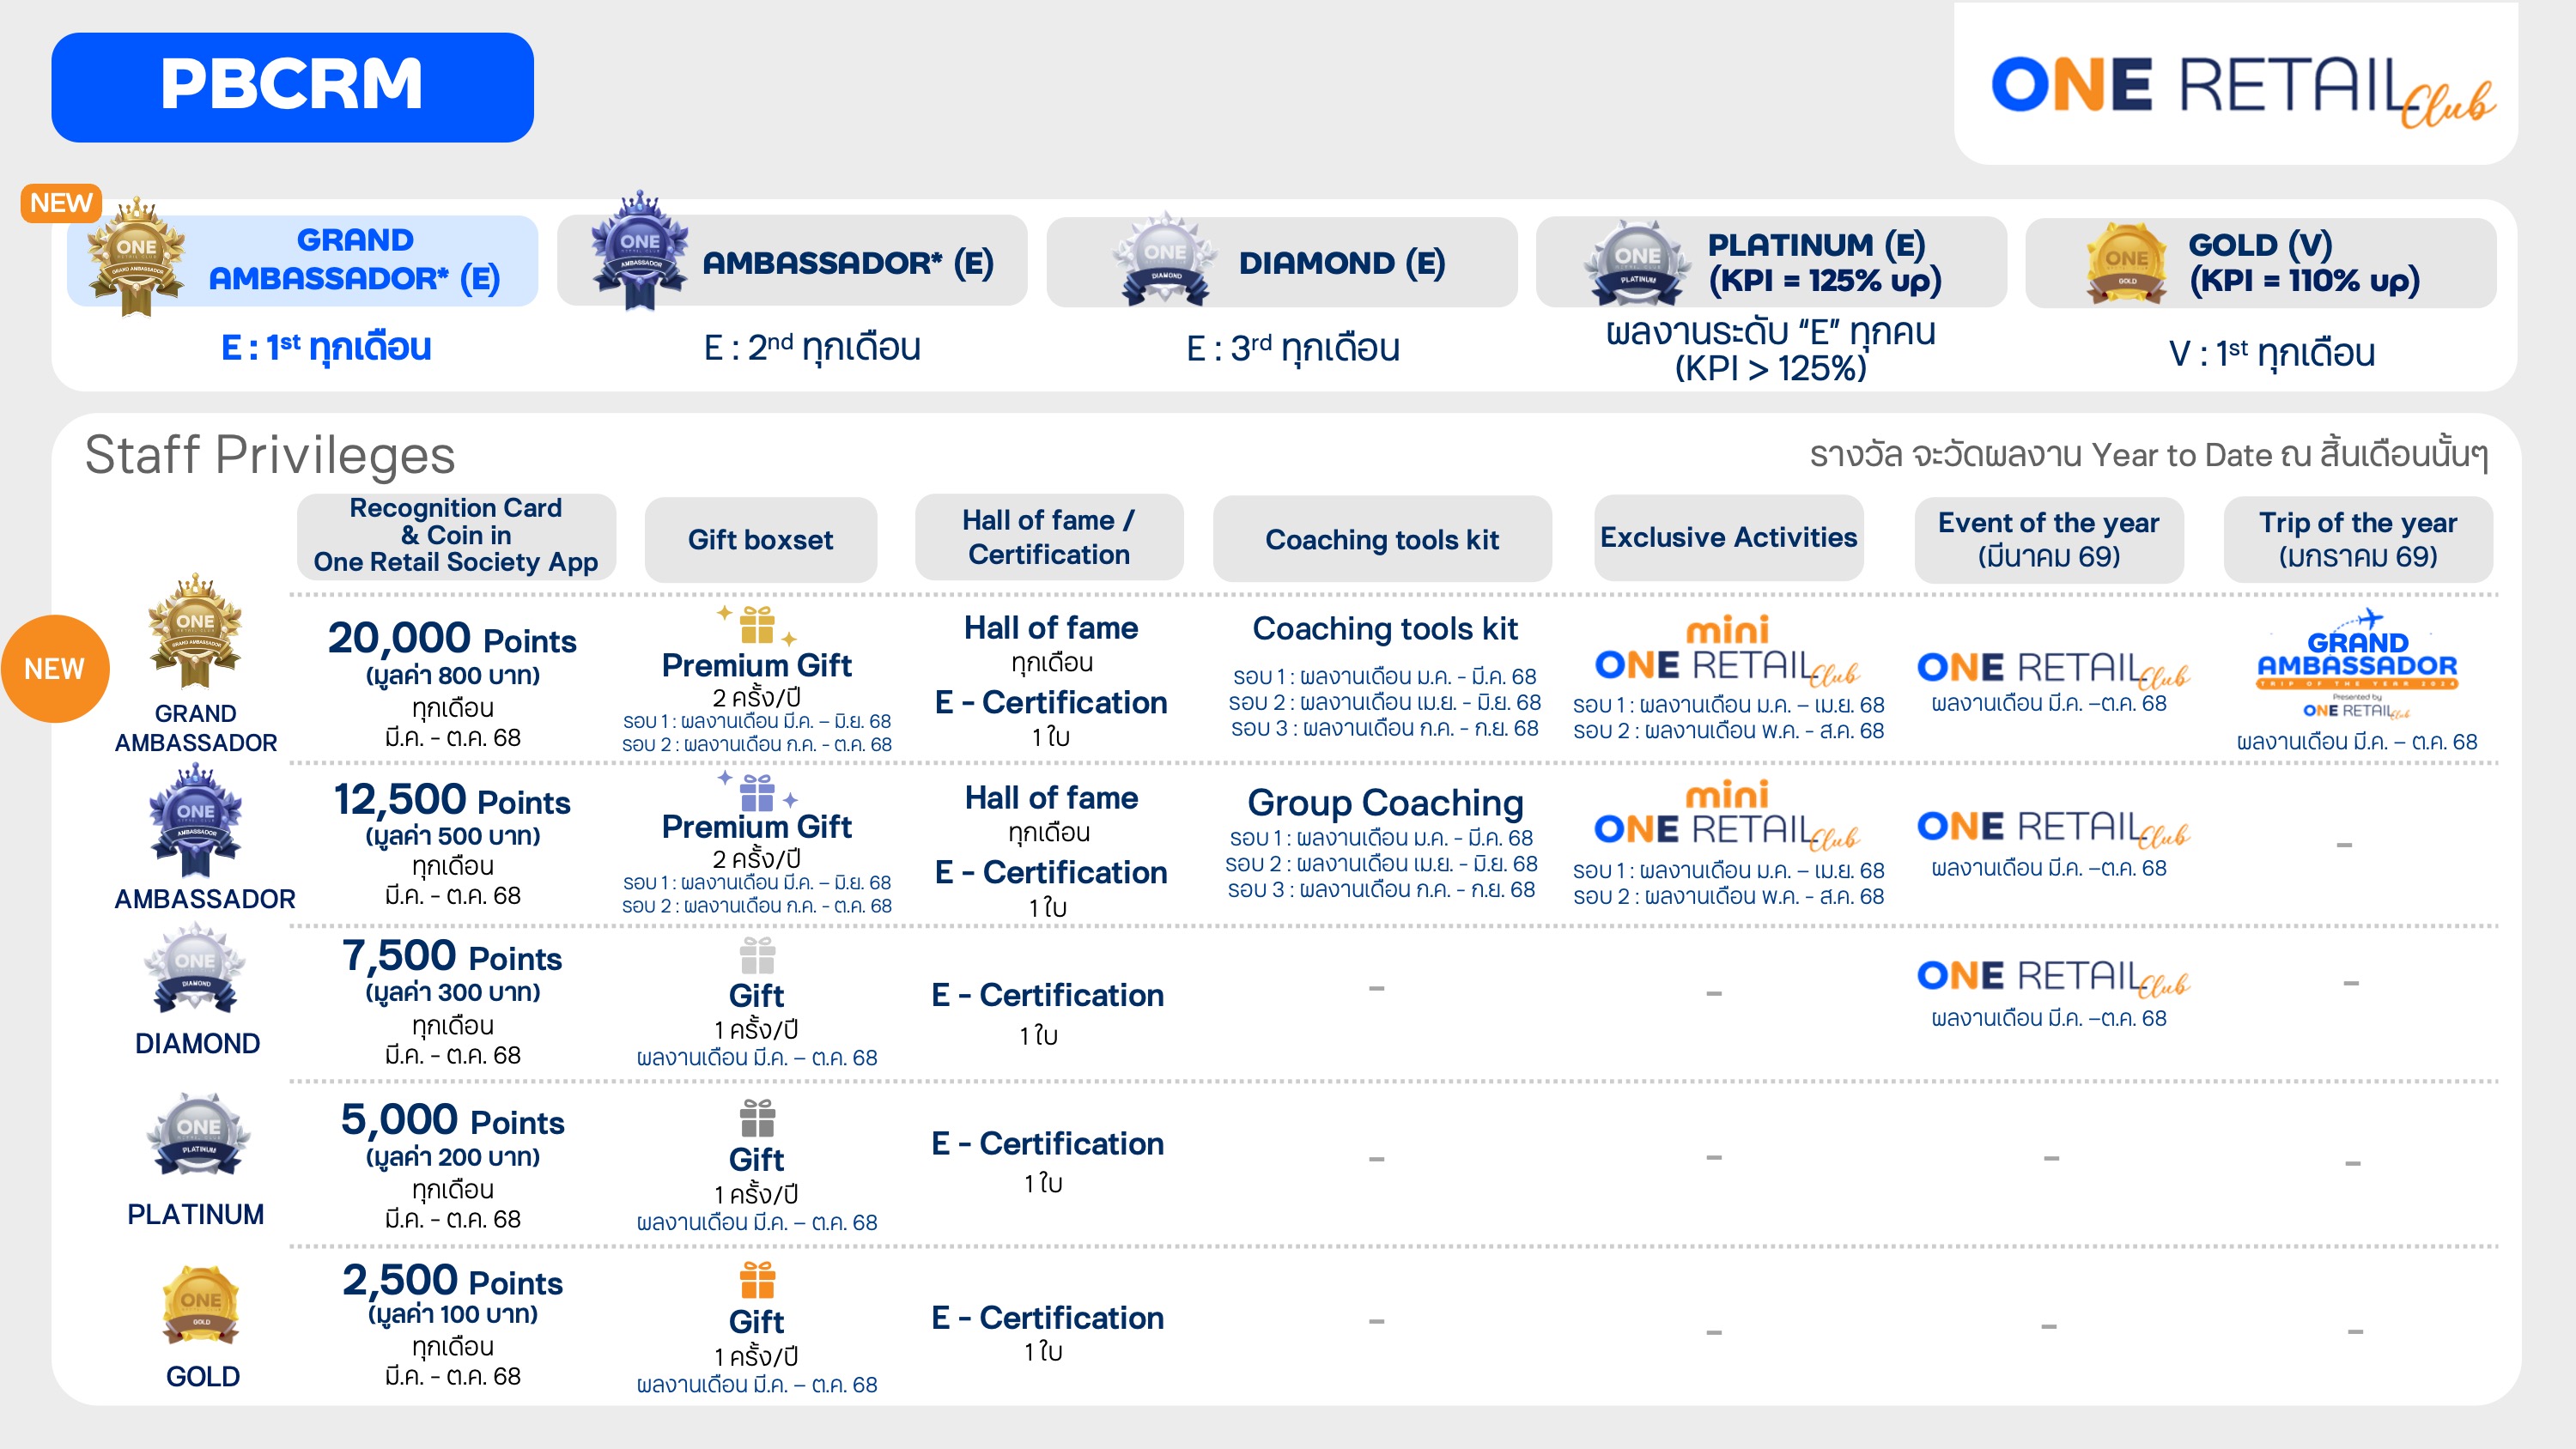 PBCRM
ONE RETAIL Club
NEW
GRAND
AMBASSADOR* (E)
E : 1st ทุกเดือน
AMBASSADOR* (E)
E : 2nd ทุกเดือน
DIAMOND (E)
E : 3rd ทุกเดือน
PLATINUM (E)
(KPI = 125% up)
ผลงานระดับ “E” ทุกคน
(KPI > 125%)
GOLD (V)
(KPI = 110% up)
V : 1st ทุกเดือน
Staff Privileges
รางวัล จะวัดผลงาน Year to Date ณ สิ้นเดือนนั้นๆ
Recognition Card
& Coin in
One Retail Society App
Gift boxset
Hall of fame /
Certification
Coaching tools kit
Exclusive Activities
Event of the year
(มีนาคม 69)
Trip of the year
(มกราคม 69)
NEW
ONE
GRAND AMBASSADOR
GRAND
AMBASSADOR
20,000 Points
(มูลค่า 800 บาท)
ทุกเดือน
มี.ค. - ต.ค. 68
Premium Gift
2 ครั้ง/ปี
รอบ 1 : ผลงานเดือน มี.ค. – มิ.ย. 68
รอบ 2 : ผลงานเดือน ก.ค. - ต.ค. 68
Hall of fame
ทุกเดือน
E - Certification
1 ใบ
Coaching tools kit
รอบ 1 : ผลงานเดือน ม.ค. - มี.ค. 68
รอบ 2 : ผลงานเดือน เม.ย. - มิ.ย. 68
รอบ 3 : ผลงานเดือน ก.ค. - ก.ย. 68
mini
ONE RETAIL Club
รอบ 1 : ผลงานเดือน ม.ค. – เม.ย. 68
รอบ 2 : ผลงานเดือน พ.ค. - ส.ค. 68
ONE RETAIL Club
ผลงานเดือน มี.ค. –ต.ค. 68
GRAND
AMBASSADOR
TRIP OF THE YEAR 2024
Presented by
ONE RETAIL Club
ผลงานเดือน มี.ค. – ต.ค. 68
ONE
AMBASSADOR
AMBASSADOR
12,500 Points
(มูลค่า 500 บาท)
ทุกเดือน
มี.ค. - ต.ค. 68
Premium Gift
2 ครั้ง/ปี
รอบ 1 : ผลงานเดือน มี.ค. – มิ.ย. 68
รอบ 2 : ผลงานเดือน ก.ค. - ต.ค. 68
Hall of fame
ทุกเดือน
E - Certification
1 ใบ
Group Coaching
รอบ 1 : ผลงานเดือน ม.ค. - มี.ค. 68
รอบ 2 : ผลงานเดือน เม.ย. - มิ.ย. 68
รอบ 3 : ผลงานเดือน ก.ค. - ก.ย. 68
mini
ONE RETAIL Club
รอบ 1 : ผลงานเดือน ม.ค. – เม.ย. 68
รอบ 2 : ผลงานเดือน พ.ค. - ส.ค. 68
ONE RETAIL Club
ผลงานเดือน มี.ค. –ต.ค. 68
-
ONE
DIAMOND
DIAMOND
7,500 Points
(มูลค่า 300 บาท)
ทุกเดือน
มี.ค. - ต.ค. 68
Gift
1 ครั้ง/ปี
ผลงานเดือน มี.ค. – ต.ค. 68
E - Certification
1 ใบ
-
-
ONE RETAIL Club
ผลงานเดือน มี.ค. –ต.ค. 68
-
ONE
PLATINUM
PLATINUM
5,000 Points
(มูลค่า 200 บาท)
ทุกเดือน
มี.ค. - ต.ค. 68
Gift
1 ครั้ง/ปี
ผลงานเดือน มี.ค. – ต.ค. 68
E - Certification
1 ใบ
-
-
-
-
ONE
GOLD
GOLD
2,500 Points
(มูลค่า 100 บาท)
ทุกเดือน
มี.ค. - ต.ค. 68
Gift
1 ครั้ง/ปี
ผลงานเดือน มี.ค. – ต.ค. 68
E - Certification
1 ใบ
-
-
-
-